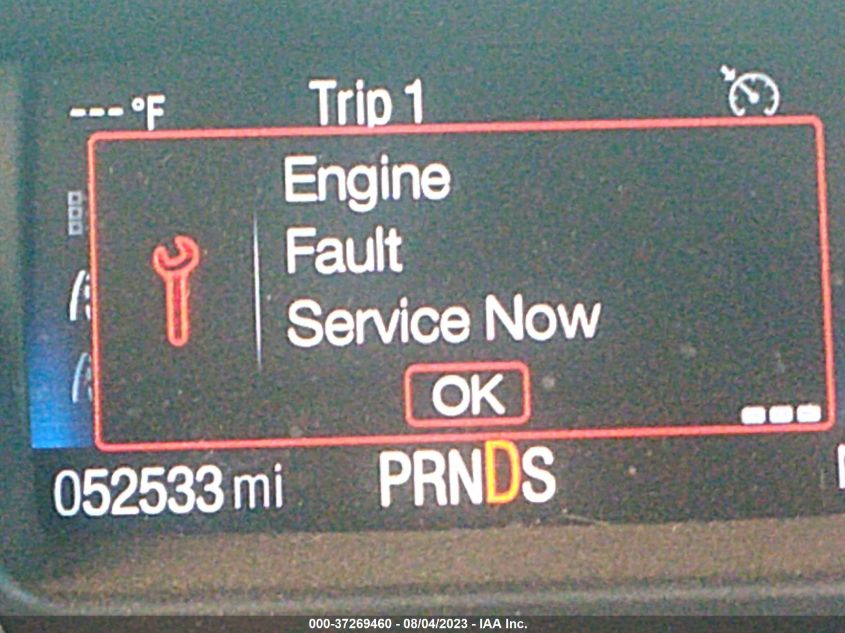 ---°F Trip 1
Engine
Fault
Service Now
OK
052533 mi PRNDS
000-37269460 - 08/04/2023 - IAA Inc.